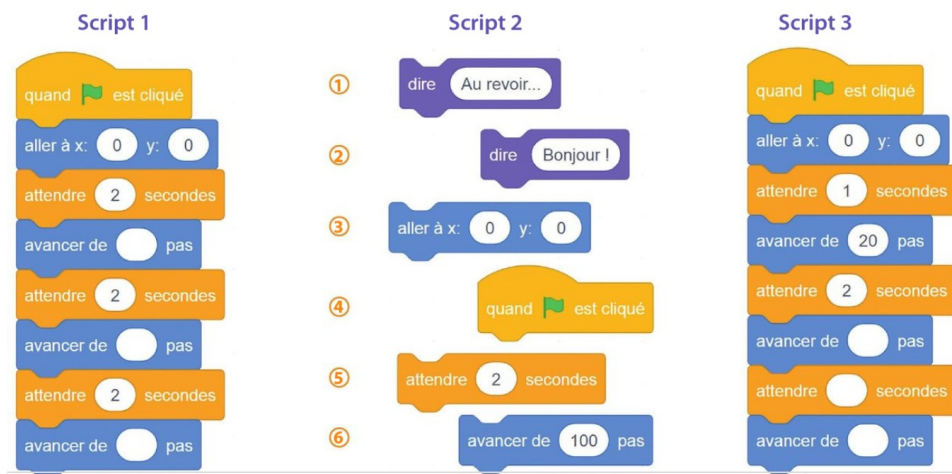 Script 1
quand est cliqué
aller à x: 0 y: 0
attendre 2 secondes
avancer de pas
attendre 2 secondes
avancer de pas
attendre 2 secondes
avancer de pas
Script 2
① dire Au revoir...
② dire Bonjour !
③ aller à x: 0 y: 0
④ quand est cliqué
⑤ attendre 2 secondes
⑥ avancer de 100 pas
Script 3
quand est cliqué
aller à x: 0 y: 0
attendre 1 secondes
avancer de 20 pas
attendre 2 secondes
avancer de pas
attendre secondes
avancer de pas